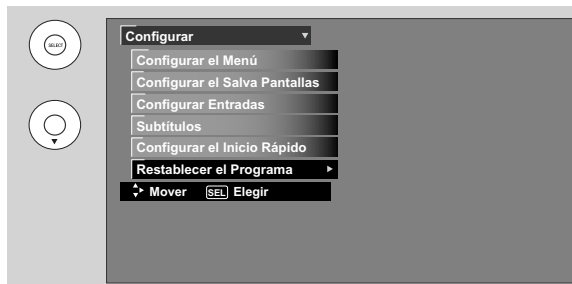 SELECT
Configurar
Configurar el Menú
Configurar el Salva Pantallas
Configurar Entradas
Subtítulos
Configurar el Inicio Rápido
Restablecer el Programa
Mover SEL Elegir